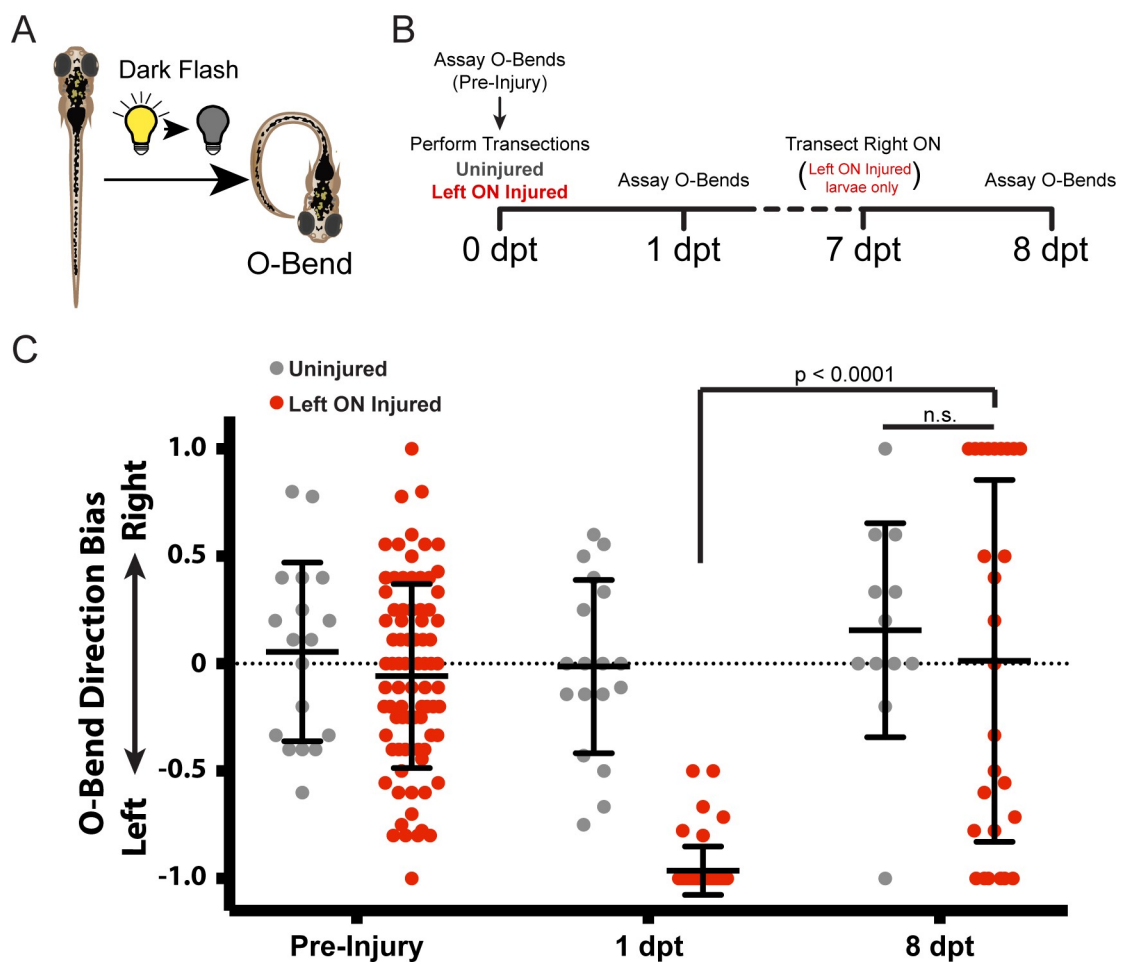 A
Dark Flash
O-Bend
B
Assay O-Bends
(Pre-Injury)
Perform Transections
Uninjured
Left ON Injured
Assay O-Bends
Transect Right ON
(Left ON Injured
larvae only)
Assay O-Bends
0 dpt
1 dpt
7 dpt
8 dpt
C
Uninjured
Left ON Injured
p < 0.0001
n.s.
O-Bend Direction Bias
Left
Right
1.0
0.5
0
-0.5
-1.0
Pre-Injury
1 dpt
8 dpt